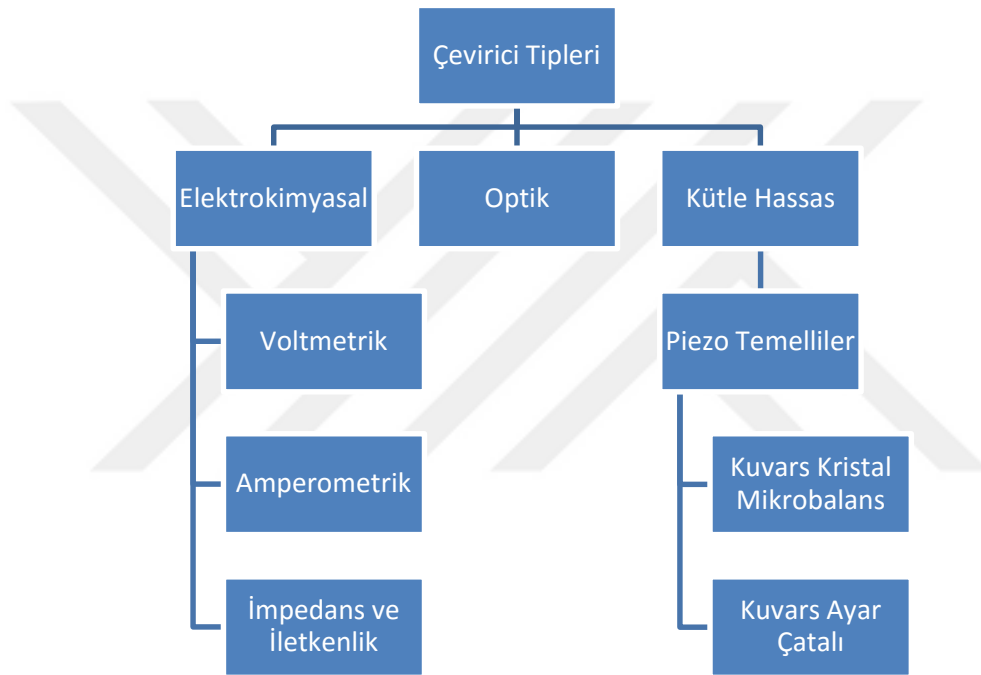 Çevirici Tipleri
Elektrokimyasal
Optik
Kütle Hassas
Voltmetrik
Piezo Temelliler
Amperometrik
Kuvars Kristal
Mikrobalans
İmpedans ve
İletkenlik
Kuvars Ayar
Çatalı